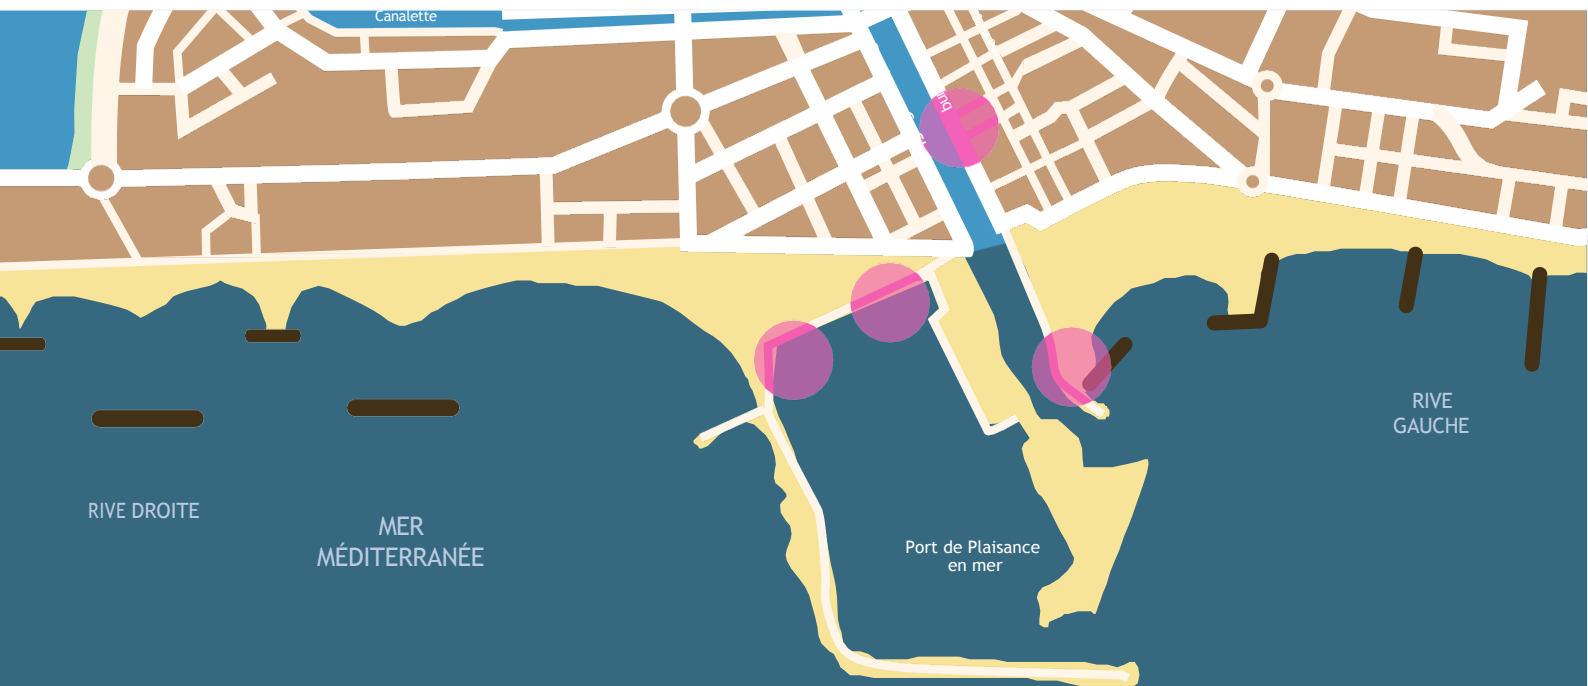 Canalette
RIVE
GAUCHE
RIVE DROITE
MER
MÉDITERRANÉE
Port de Plaisance
en mer